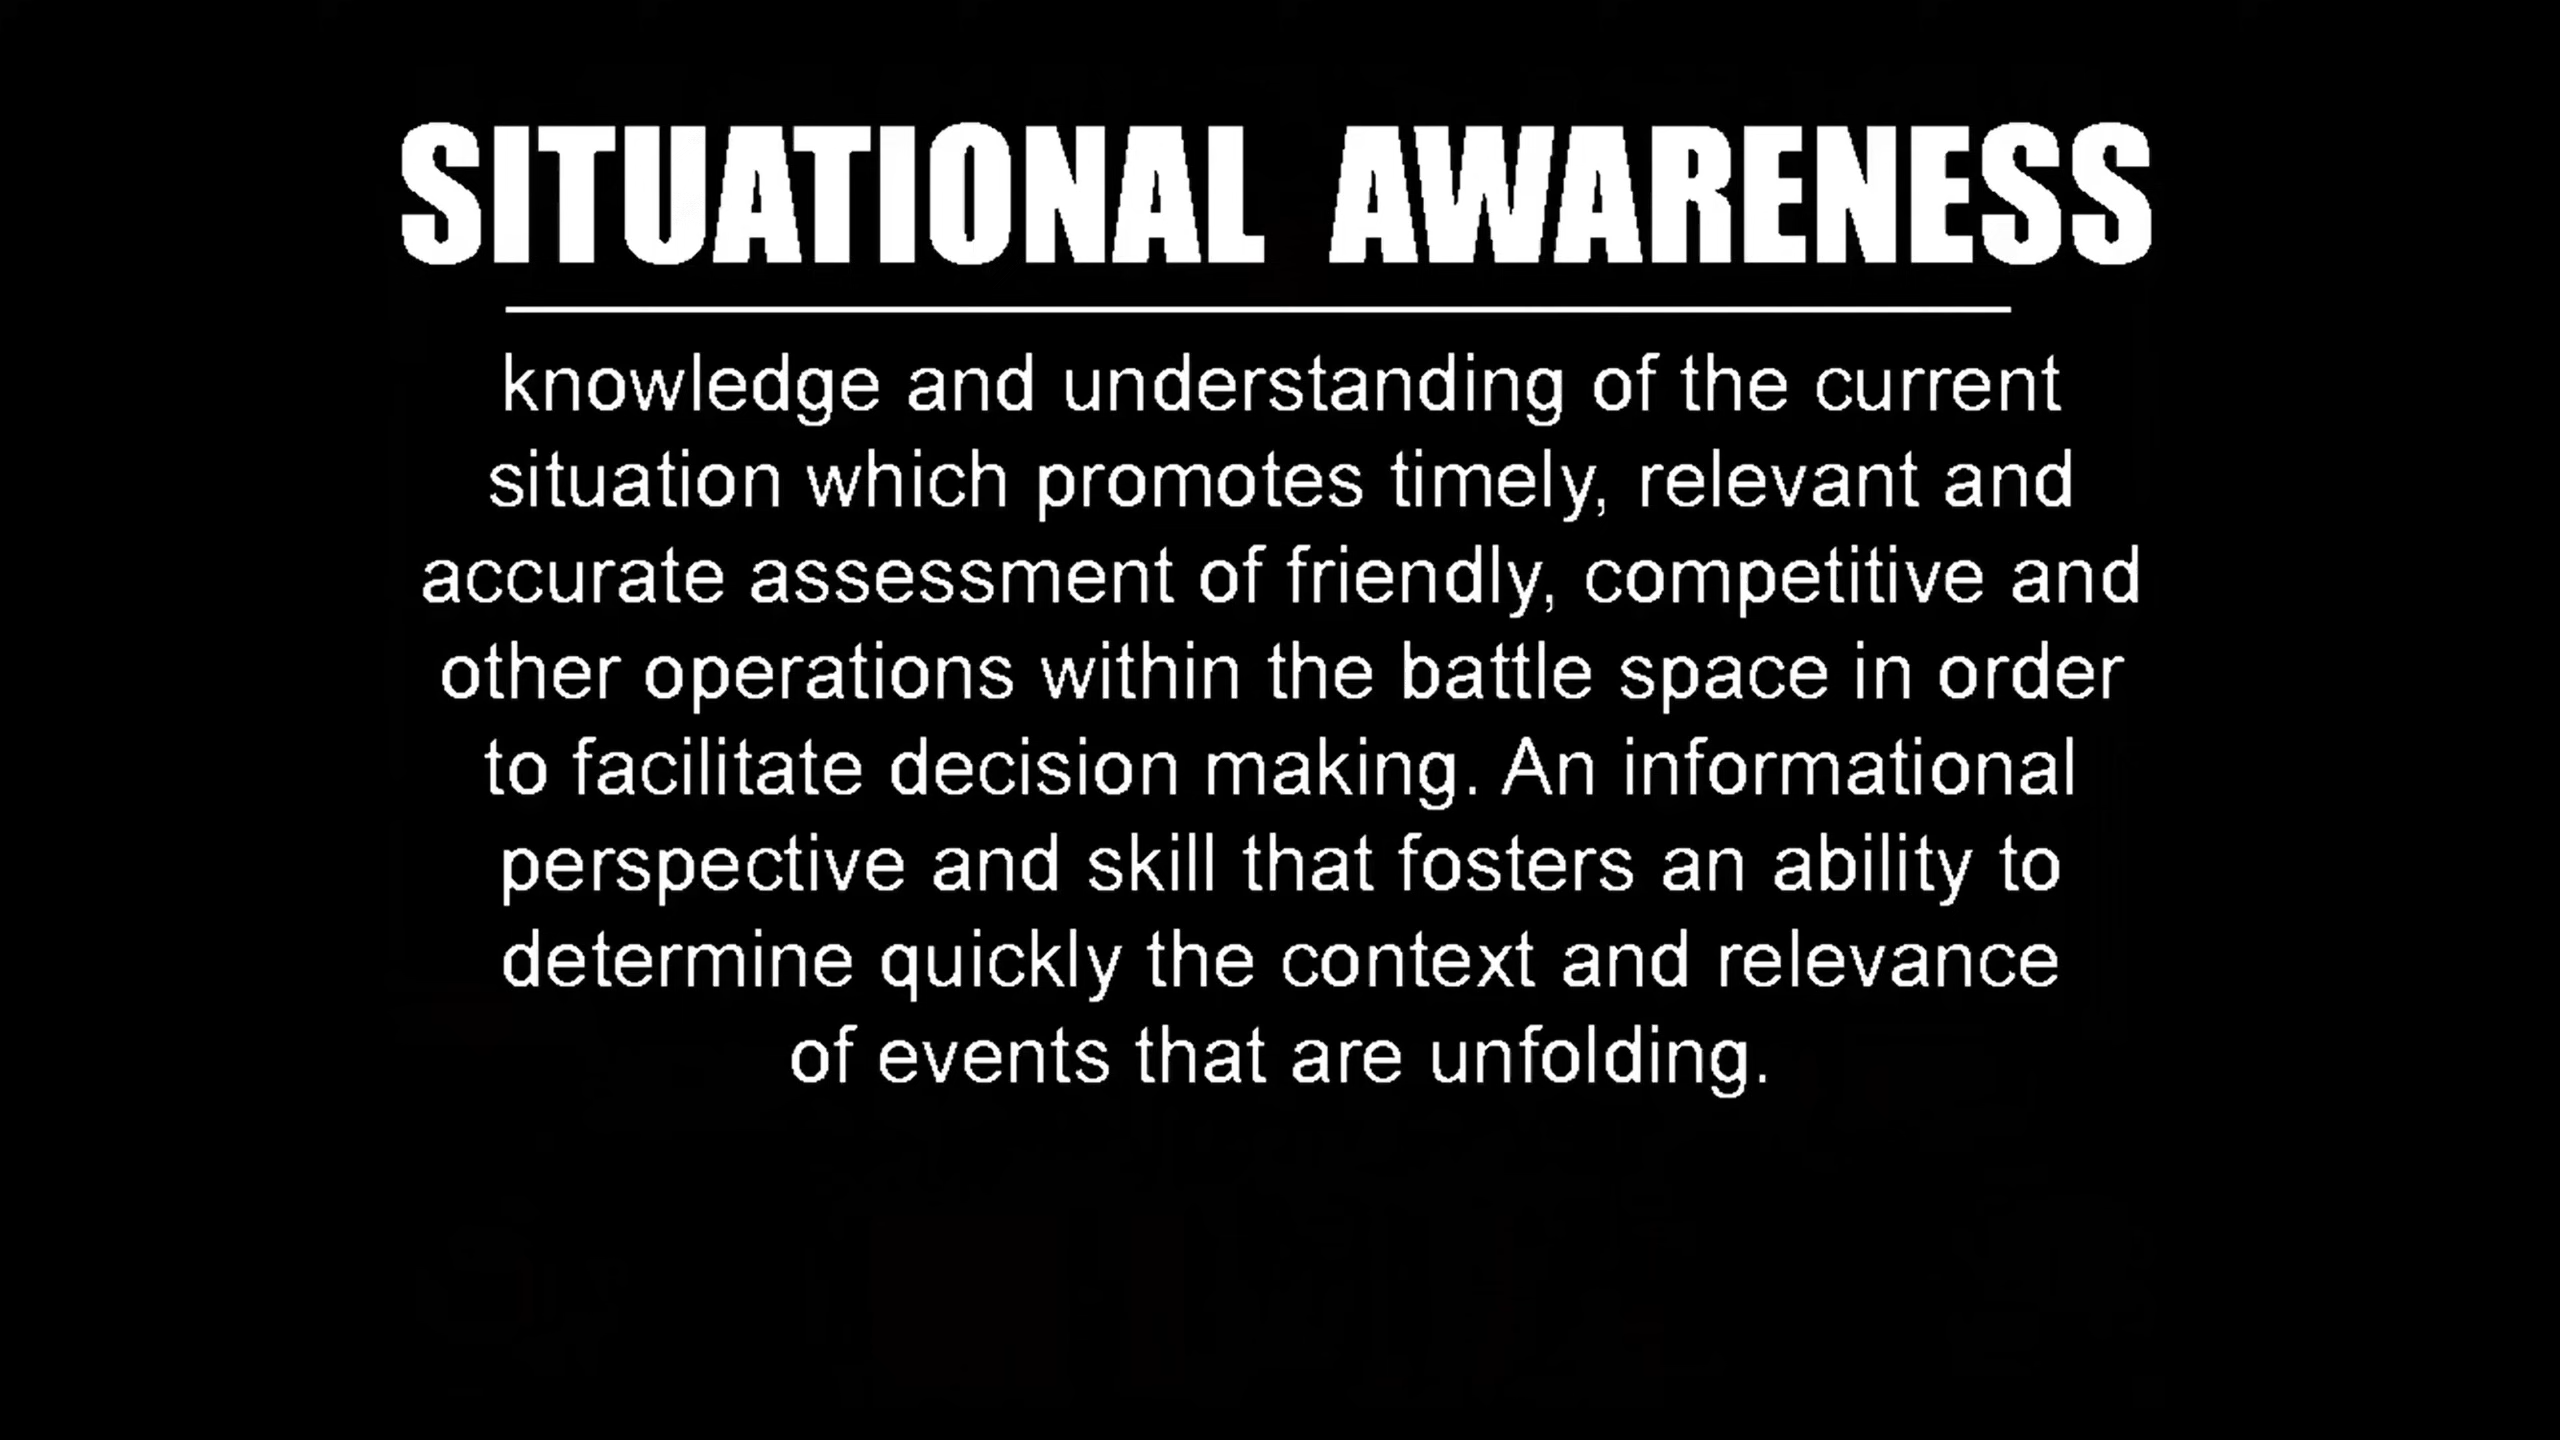 SITUATIONAL AWARENESS
knowledge and understanding of the current
situation which promotes timely, relevant and
accurate assessment of friendly, competitive and
other operations within the battle space in order
to facilitate decision making. An informational
perspective and skill that fosters an ability to
determine quickly the context and relevance
of events that are unfolding.